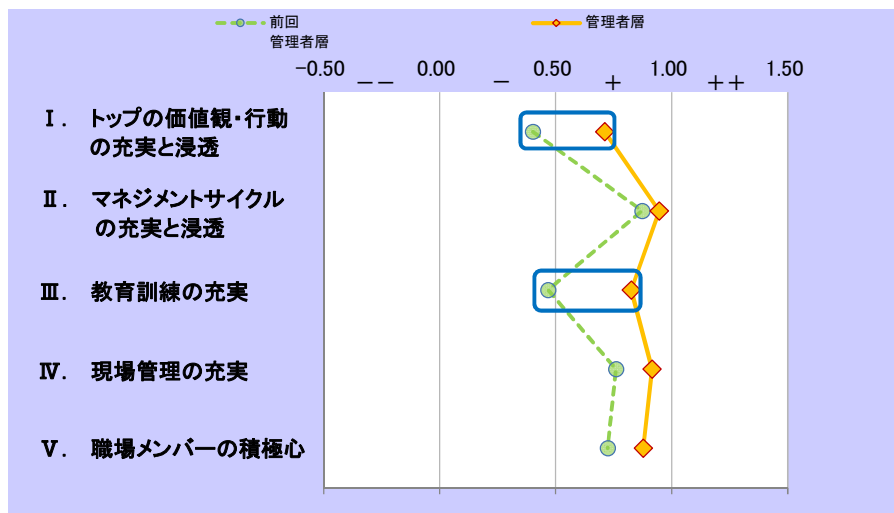 前回
管理者層
管理者層
-0.50 0.00 0.50 1.00 1.50
－－ － ＋ ＋＋
Ⅰ． トップの価値観・行動
の充実と浸透
Ⅱ． マネジメントサイクル
の充実と浸透
Ⅲ． 教育訓練の充実
Ⅳ． 現場管理の充実
Ⅴ． 職場メンバーの積極心